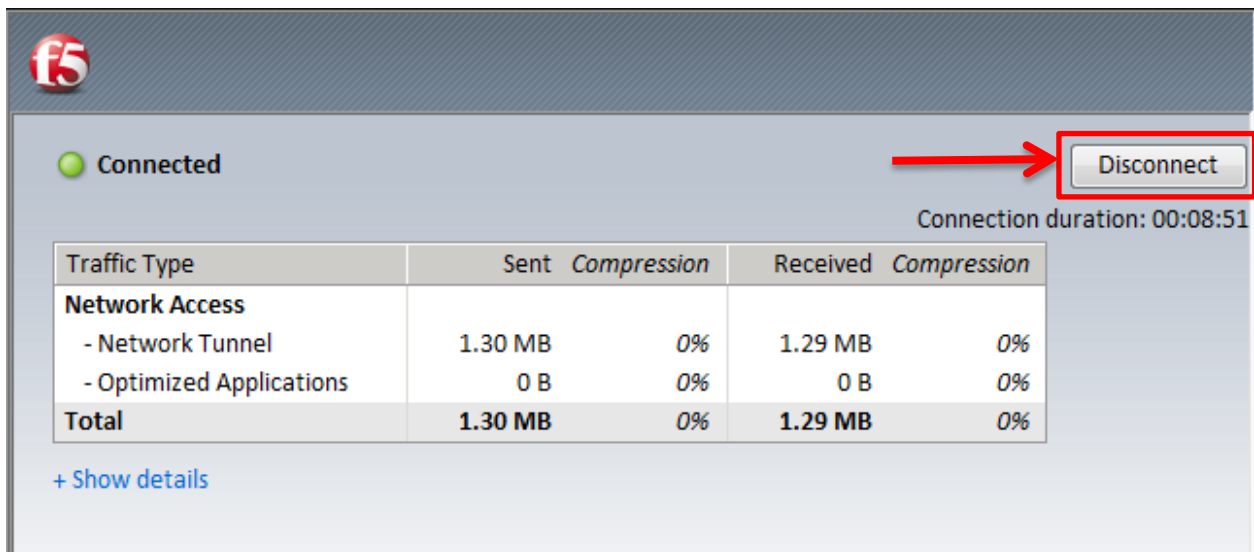 f5
Connected
Disconnect
Connection duration: 00:08:51
Traffic Type Sent Compression Received Compression
Network Access
- Network Tunnel 1.30 MB 0% 1.29 MB 0%
- Optimized Applications 0 B 0% 0 B 0%
Total 1.30 MB 0% 1.29 MB 0%
+ Show details